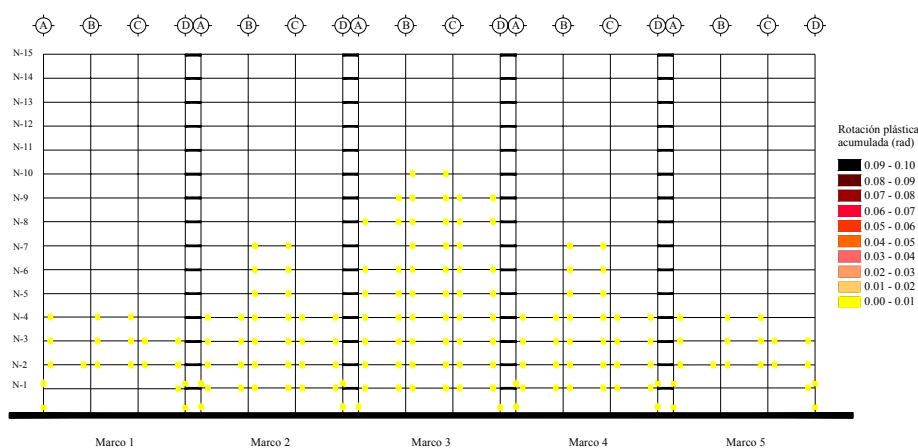 A B C D A B C D A B C D A B C D A B C D
N-15
N-14
N-13
N-12
N-11
N-10
N-9
N-8
N-7
N-6
N-5
N-4
N-3
N-2
N-1
Rotación plástica
acumulada (rad)
0.09 - 0.10
0.08 - 0.09
0.07 - 0.08
0.06 - 0.07
0.05 - 0.06
0.04 - 0.05
0.03 - 0.04
0.02 - 0.03
0.01 - 0.02
0.00 - 0.01
Marco 1 Marco 2 Marco 3 Marco 4 Marco 5